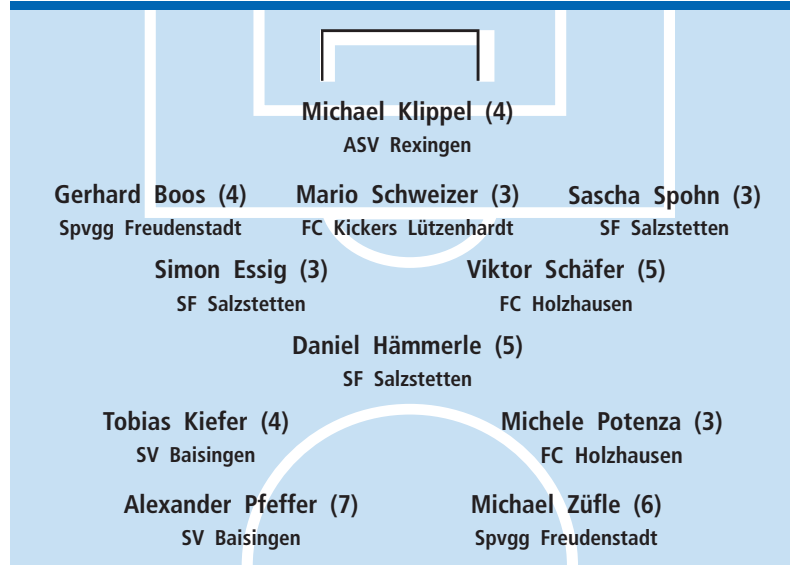 Michael Klippel (4)
ASV Rexingen
Gerhard Boos (4) Mario Schweizer (3) Sascha Spohn (3)
Spvgg Freudenstadt FC Kickers Lützenhardt SF Salzstetten
Simon Essig (3) Viktor Schäfer (5)
SF Salzstetten FC Holzhausen
Daniel Hämmerle (5)
SF Salzstetten
Tobias Kiefer (4) Michele Potenza (3)
SV Baisingen FC Holzhausen
Alexander Pfeffer (7) Michael Züfle (6)
SV Baisingen Spvgg Freudenstadt